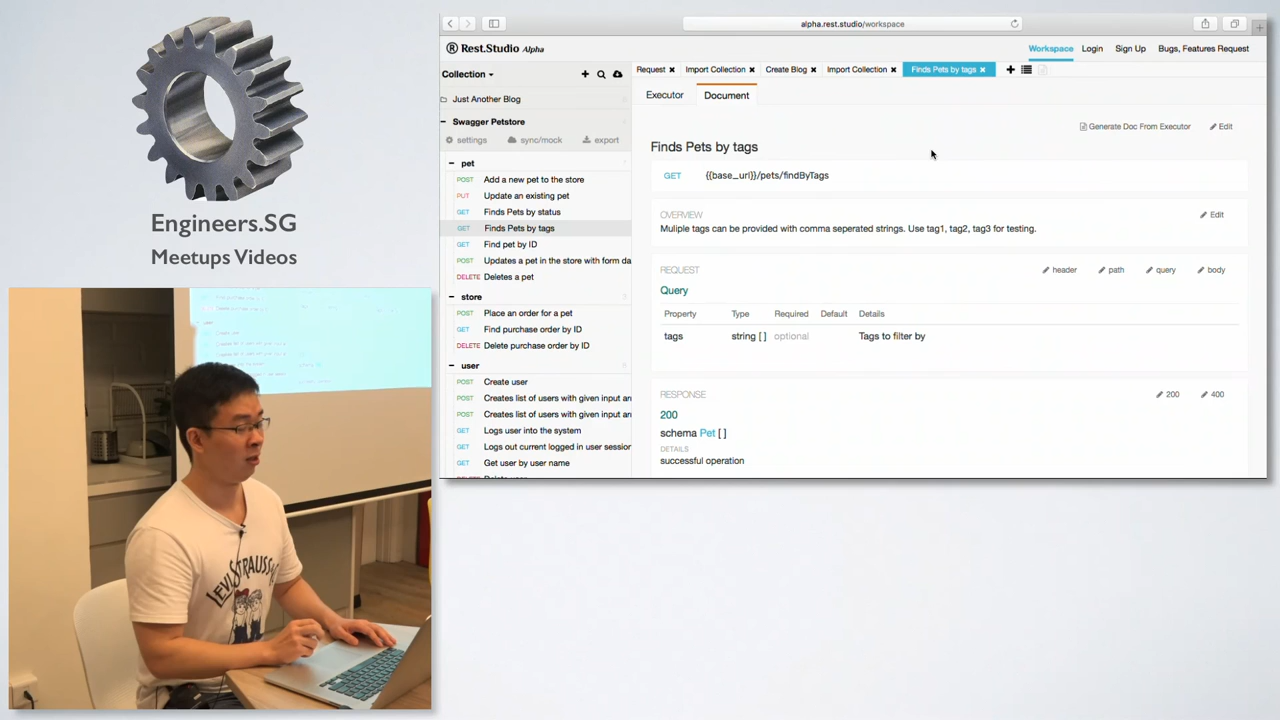 Engineers.SG
Meetups Videos
LEVI STRAUSS & Co
alpha.rest.studio/workspace
® Rest.Studio Alpha
Workspace Login Sign Up Bugs, Features Request
Collection
Request × Import Collection × Create Blog × Import Collection × Finds Pets by tags ×
Just Another Blog
Swagger Petstore
settings sync/mock export
pet
POST Add a new pet to the store
PUT Update an existing pet
GET Finds Pets by status
GET Finds Pets by tags
GET Find pet by ID
POST Updates a pet in the store with form da
DELETE Deletes a pet
store
POST Place an order for a pet
GET Find purchase order by ID
DELETE Delete purchase order by ID
user
POST Create user
POST Creates list of users with given input an
POST Creates list of users with given input an
GET Logs user into the system
GET Logs out current logged in user session
GET Get user by user name
Executor Document
Generate Doc From Executor Edit
Finds Pets by tags
GET {{base_url}}/pets/findByTags
OVERVIEW Edit
Muliple tags can be provided with comma seperated strings. Use tag1, tag2, tag3 for testing.
REQUEST header path query body
Query
Property Type Required Default Details
tags string [ ] optional Tags to filter by
RESPONSE 200 400
200
schema Pet [ ]
DETAILS
successful operation